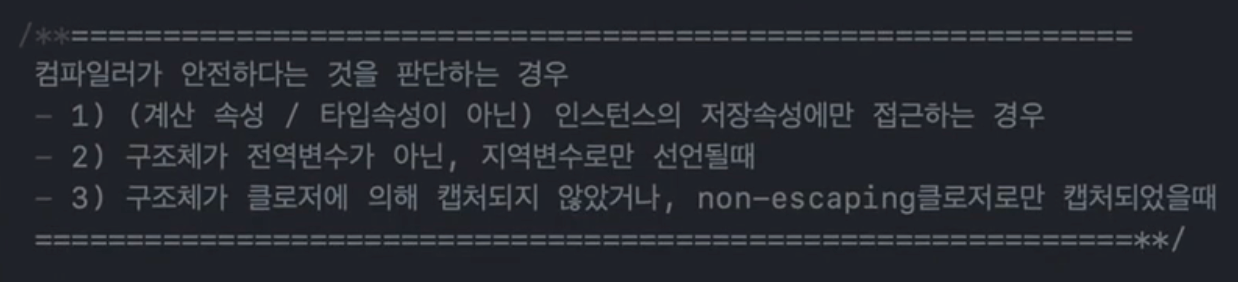 /**==========================================================
컴파일러가 안전하다는 것을 판단하는 경우
- 1) (계산 속성 / 타입속성이 아닌) 인스턴스의 저장속성에만 접근하는 경우
- 2) 구조체가 전역변수가 아닌, 지역변수로만 선언될때
- 3) 구조체가 클로저에 의해 캡처되지 않았거나, non-escaping클로저로만 캡처되었을때
============================================================**/